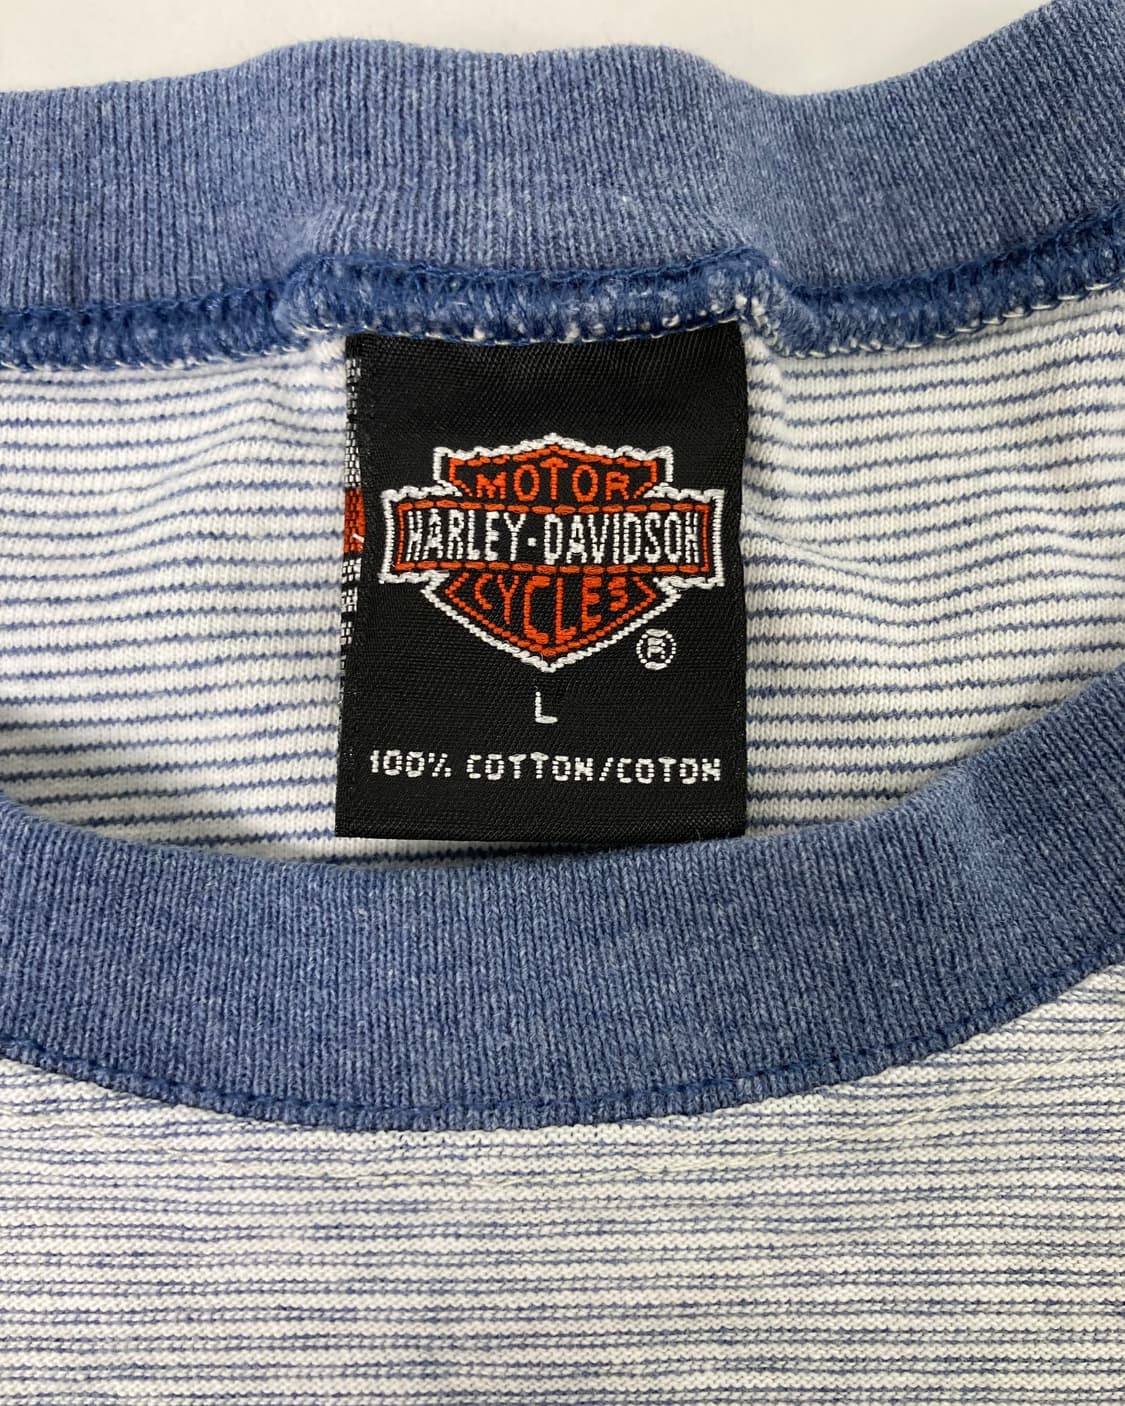 MOTOR
HARLEY-DAVIDSON
CYCLES
®
L
100% COTTON/COTON